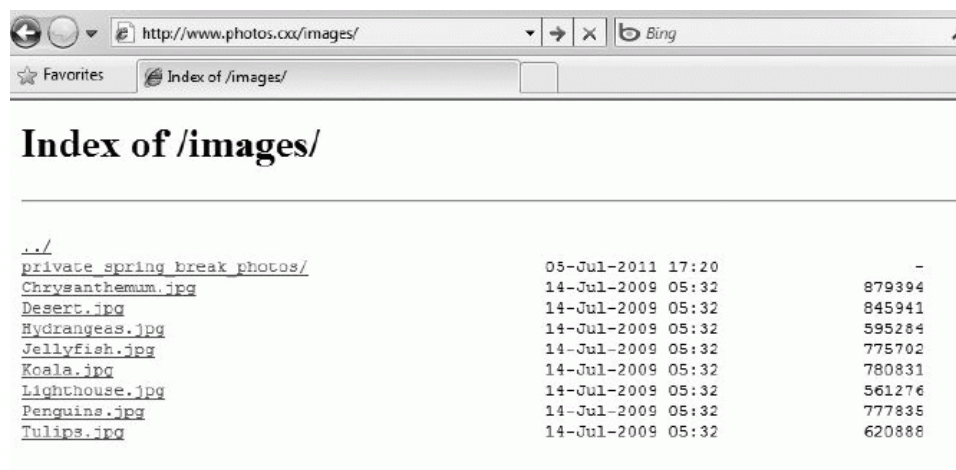 http://www.photos.cxx/images/ Bing
Favorites Index of /images/
Index of /images/
../
private_spring_break_photos/ 05-Jul-2011 17:20 -
Chrysanthemum.jpg 14-Jul-2009 05:32 879394
Desert.jpg 14-Jul-2009 05:32 845941
Hydrangeas.jpg 14-Jul-2009 05:32 595284
Jellyfish.jpg 14-Jul-2009 05:32 775702
Koala.jpg 14-Jul-2009 05:32 780831
Lighthouse.jpg 14-Jul-2009 05:32 561276
Penguins.jpg 14-Jul-2009 05:32 777835
Tulips.jpg 14-Jul-2009 05:32 620888